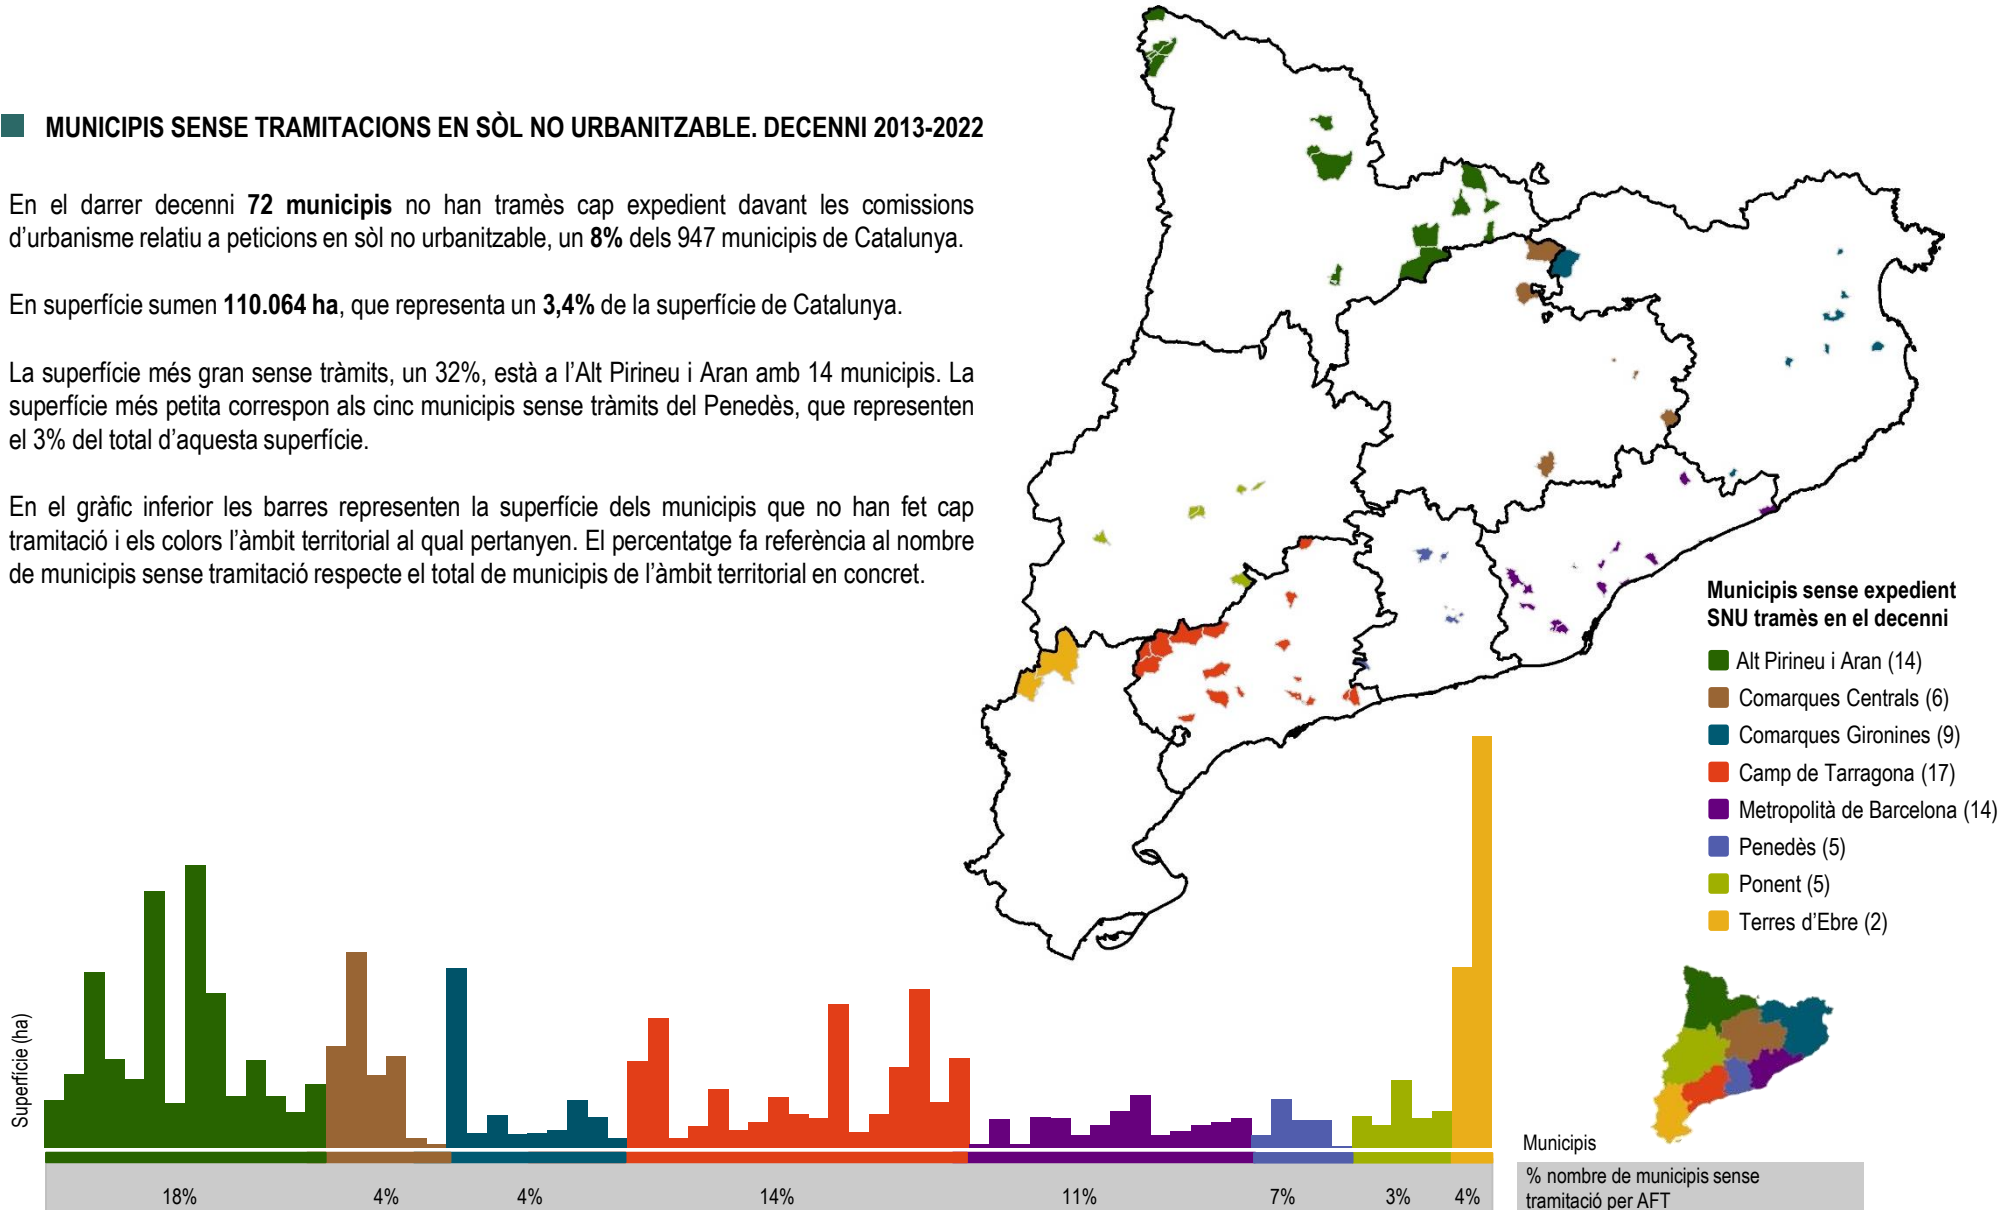 MUNICIPIS SENSE TRAMITACIONS EN SÒL NO URBANITZABLE. DECENNI 2013-2022
En el darrer decenni 72 municipis no han tramès cap expedient davant les comissions
d'urbanisme relatiu a peticions en sòl no urbanitzable, un 8% dels 947 municipis de Catalunya.
En superfície sumen 110.064 ha, que representa un 3,4% de la superfície de Catalunya.
La superfície més gran sense tràmits, un 32%, està a l'Alt Pirineu i Aran amb 14 municipis. La
superfície més petita correspon als cinc municipis sense tràmits del Penedès, que representen
el 3% del total d'aquesta superfície.
En el gràfic inferior les barres representen la superfície dels municipis que no han fet cap
tramitació i els colors l'àmbit territorial al qual pertanyen. El percentatge fa referència al nombre
de municipis sense tramitació respecte el total de municipis de l'àmbit territorial en concret.
Municipis sense expedient
SNU tramès en el decenni
Alt Pirineu i Aran (14)
Comarques Centrals (6)
Comarques Gironines (9)
Camp de Tarragona (17)
Metropolità de Barcelona (14)
Penedès (5)
Ponent (5)
Terres d'Ebre (2)
Superfície (ha)
Municipis
18% 4% 4% 14% 11% 7% 3% 4%
% nombre de municipis sense
tramitació per AFT